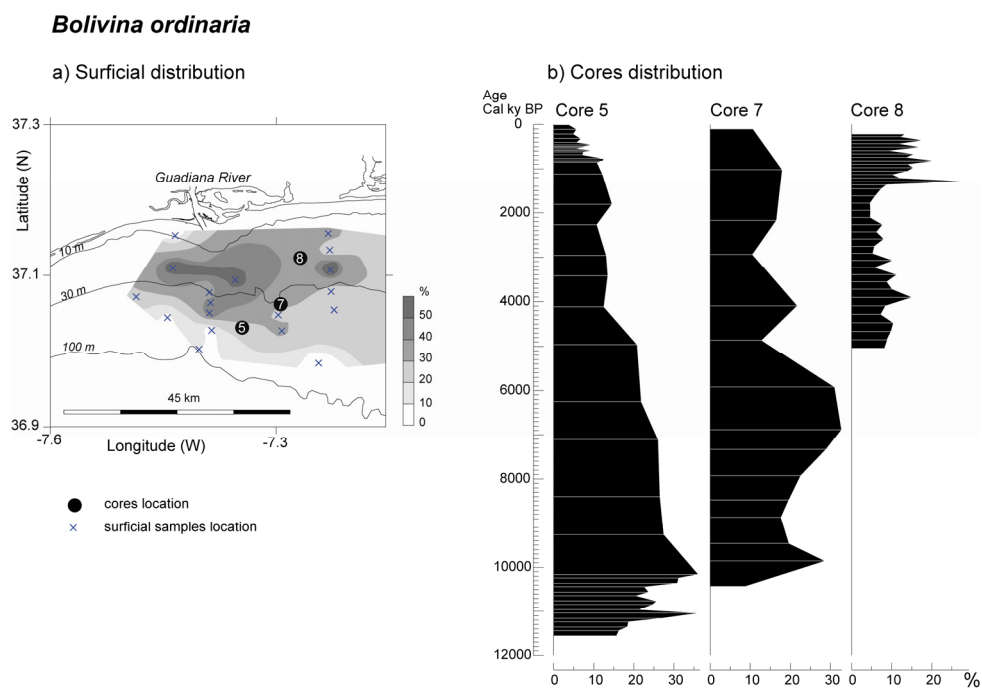 Bolivina ordinaria
a) Surficial distribution
37.3
37.1
36.9
Latitude (N)
Guadiana River
10 m
30 m
100 m
8
7
5
45 km
-7.6
-7.3
Longitude (W)
%
50
40
30
20
10
0
cores location
surficial samples location
b) Cores distribution
Age
Cal ky BP
Core 5
Core 7
Core 8
0
2000
4000
6000
8000
10000
12000
0 10 20 30
0 10 20 30
0 10 20 %